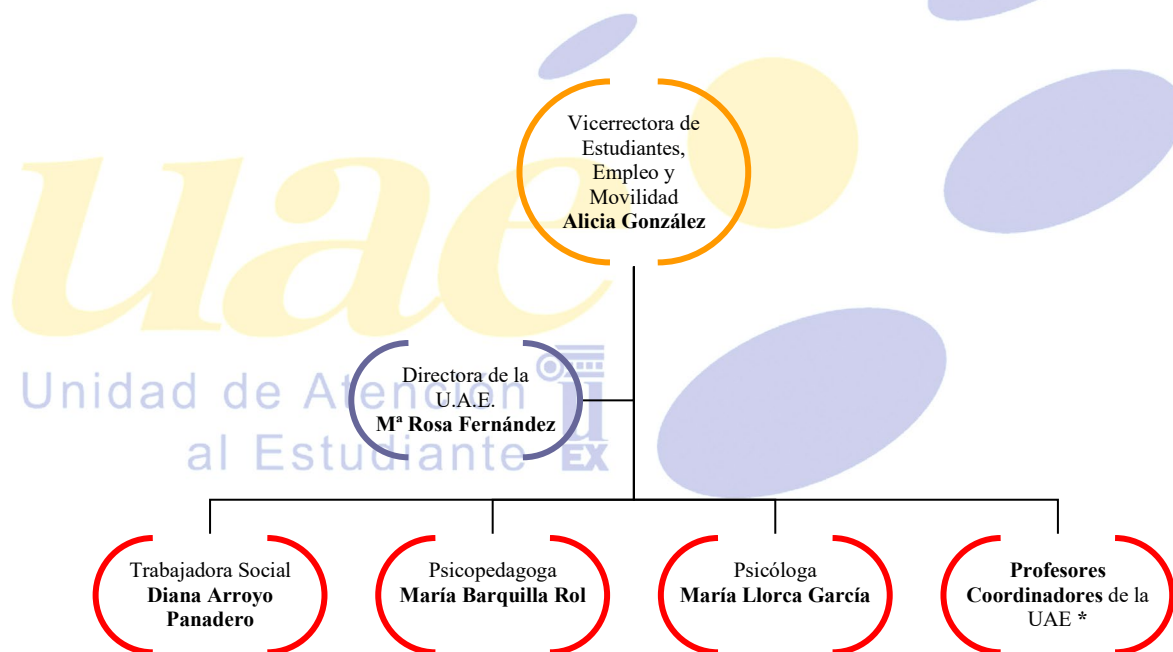 Vicerrectora de
Estudiantes,
Empleo y
Movilidad
Alicia González
uae
Unidad de Atención
al Estudiante
u
EX
Directora de la
U.A.E.
Mª Rosa Fernández
Trabajadora Social
Diana Arroyo
Panadero
Psicopedagoga
María Barquilla Rol
Psicóloga
María Llorca García
Profesores
Coordinadores de la
UAE *